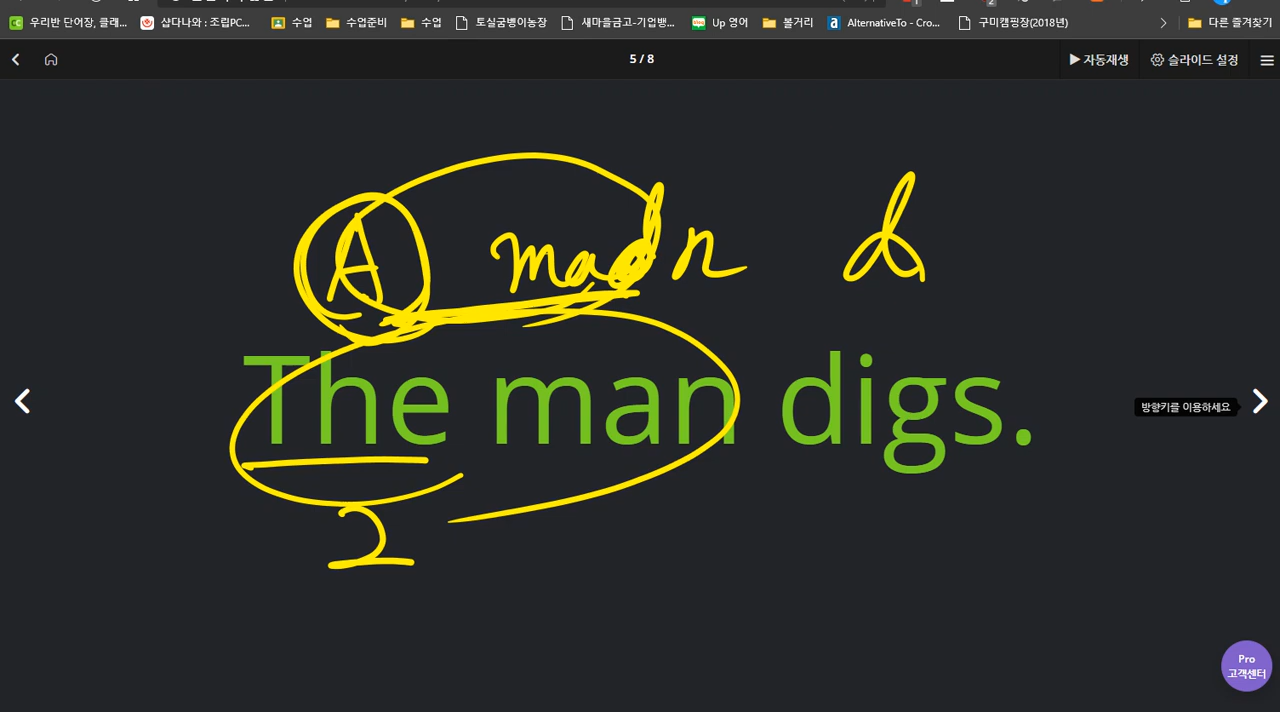 우리반 단어장, 클래... 샵다나와 : 조립PC... 수업 수업준비 수업 토실굼벵이농장 새마을금고-기업뱅... Up 영어 볼거리 AlternativeTo - Cro... 구미캠핑장(2018년) 다른 즐겨찾기
5 / 8 ▶ 자동재생 슬라이드 설정
A man d
The man digs.
방향키를 이용하세요
2
Pro
고객센터